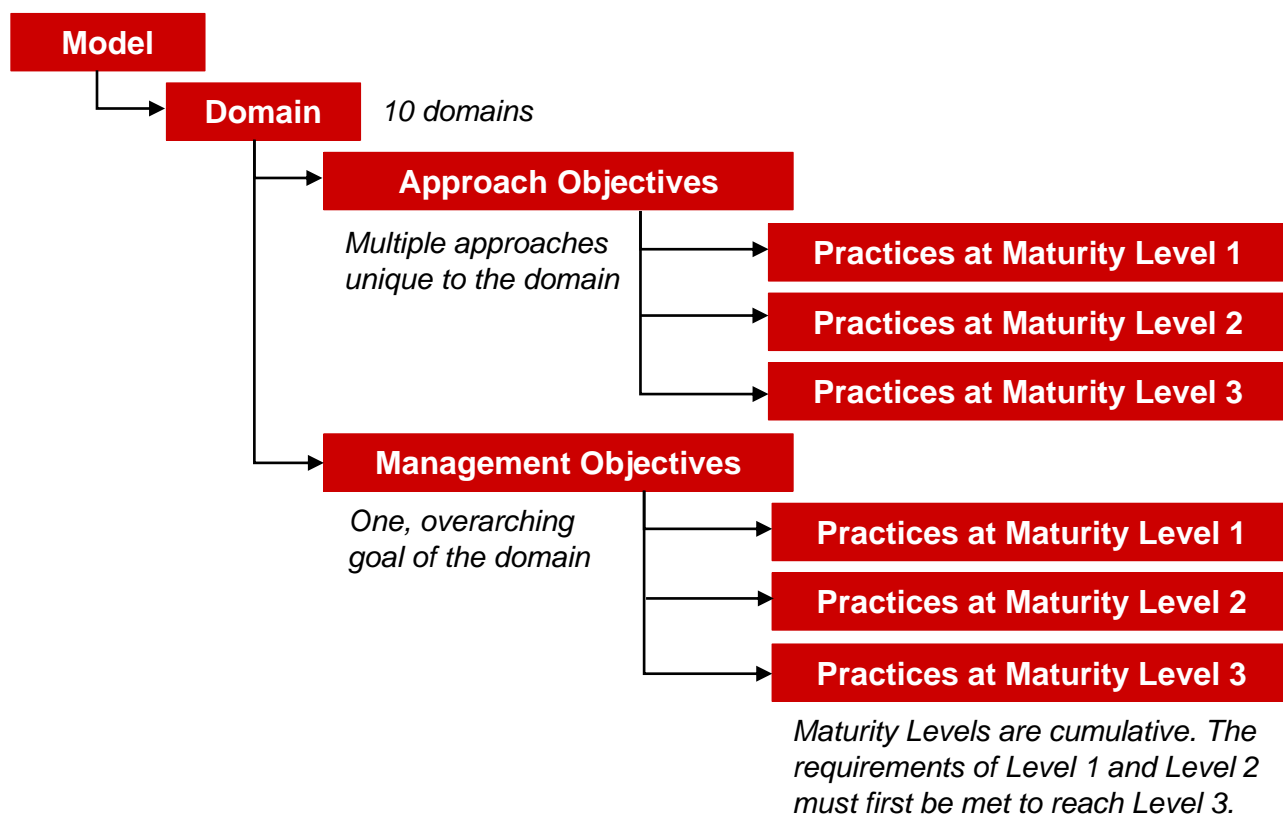 Model
Domain
10 domains
Approach Objectives
Multiple approaches
unique to the domain
Practices at Maturity Level 1
Practices at Maturity Level 2
Practices at Maturity Level 3
Management Objectives
One, overarching
goal of the domain
Practices at Maturity Level 1
Practices at Maturity Level 2
Practices at Maturity Level 3
Maturity Levels are cumulative. The
requirements of Level 1 and Level 2
must first be met to reach Level 3.